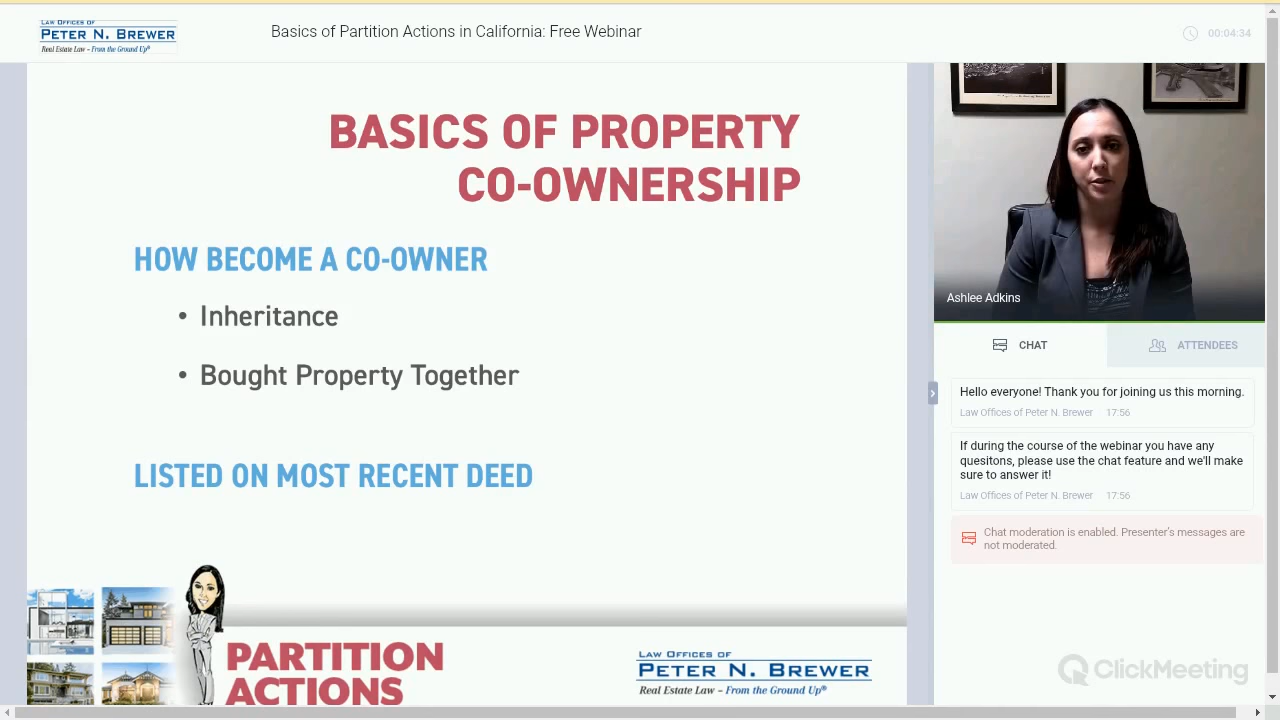 LAW OFFICES OF
PETER N. BREWER
Real Estate Law – From the Ground Up®
Basics of Partition Actions in California: Free Webinar
00:04:34
BASICS OF PROPERTY
CO-OWNERSHIP
HOW BECOME A CO-OWNER
• Inheritance
• Bought Property Together
LISTED ON MOST RECENT DEED
PARTITION
ACTIONS
LAW OFFICES OF
PETER N. BREWER
Real Estate Law – From the Ground Up®
Ashlee Adkins
CHAT
ATTENDEES
Hello everyone! Thank you for joining us this morning.
Law Offices of Peter N. Brewer 17:56
If during the course of the webinar you have any
quesitons, please use the chat feature and we'll make
sure to answer it!
Law Offices of Peter N. Brewer 17:56
Chat moderation is enabled. Presenter's messages are
not moderated.
ClickMeeting